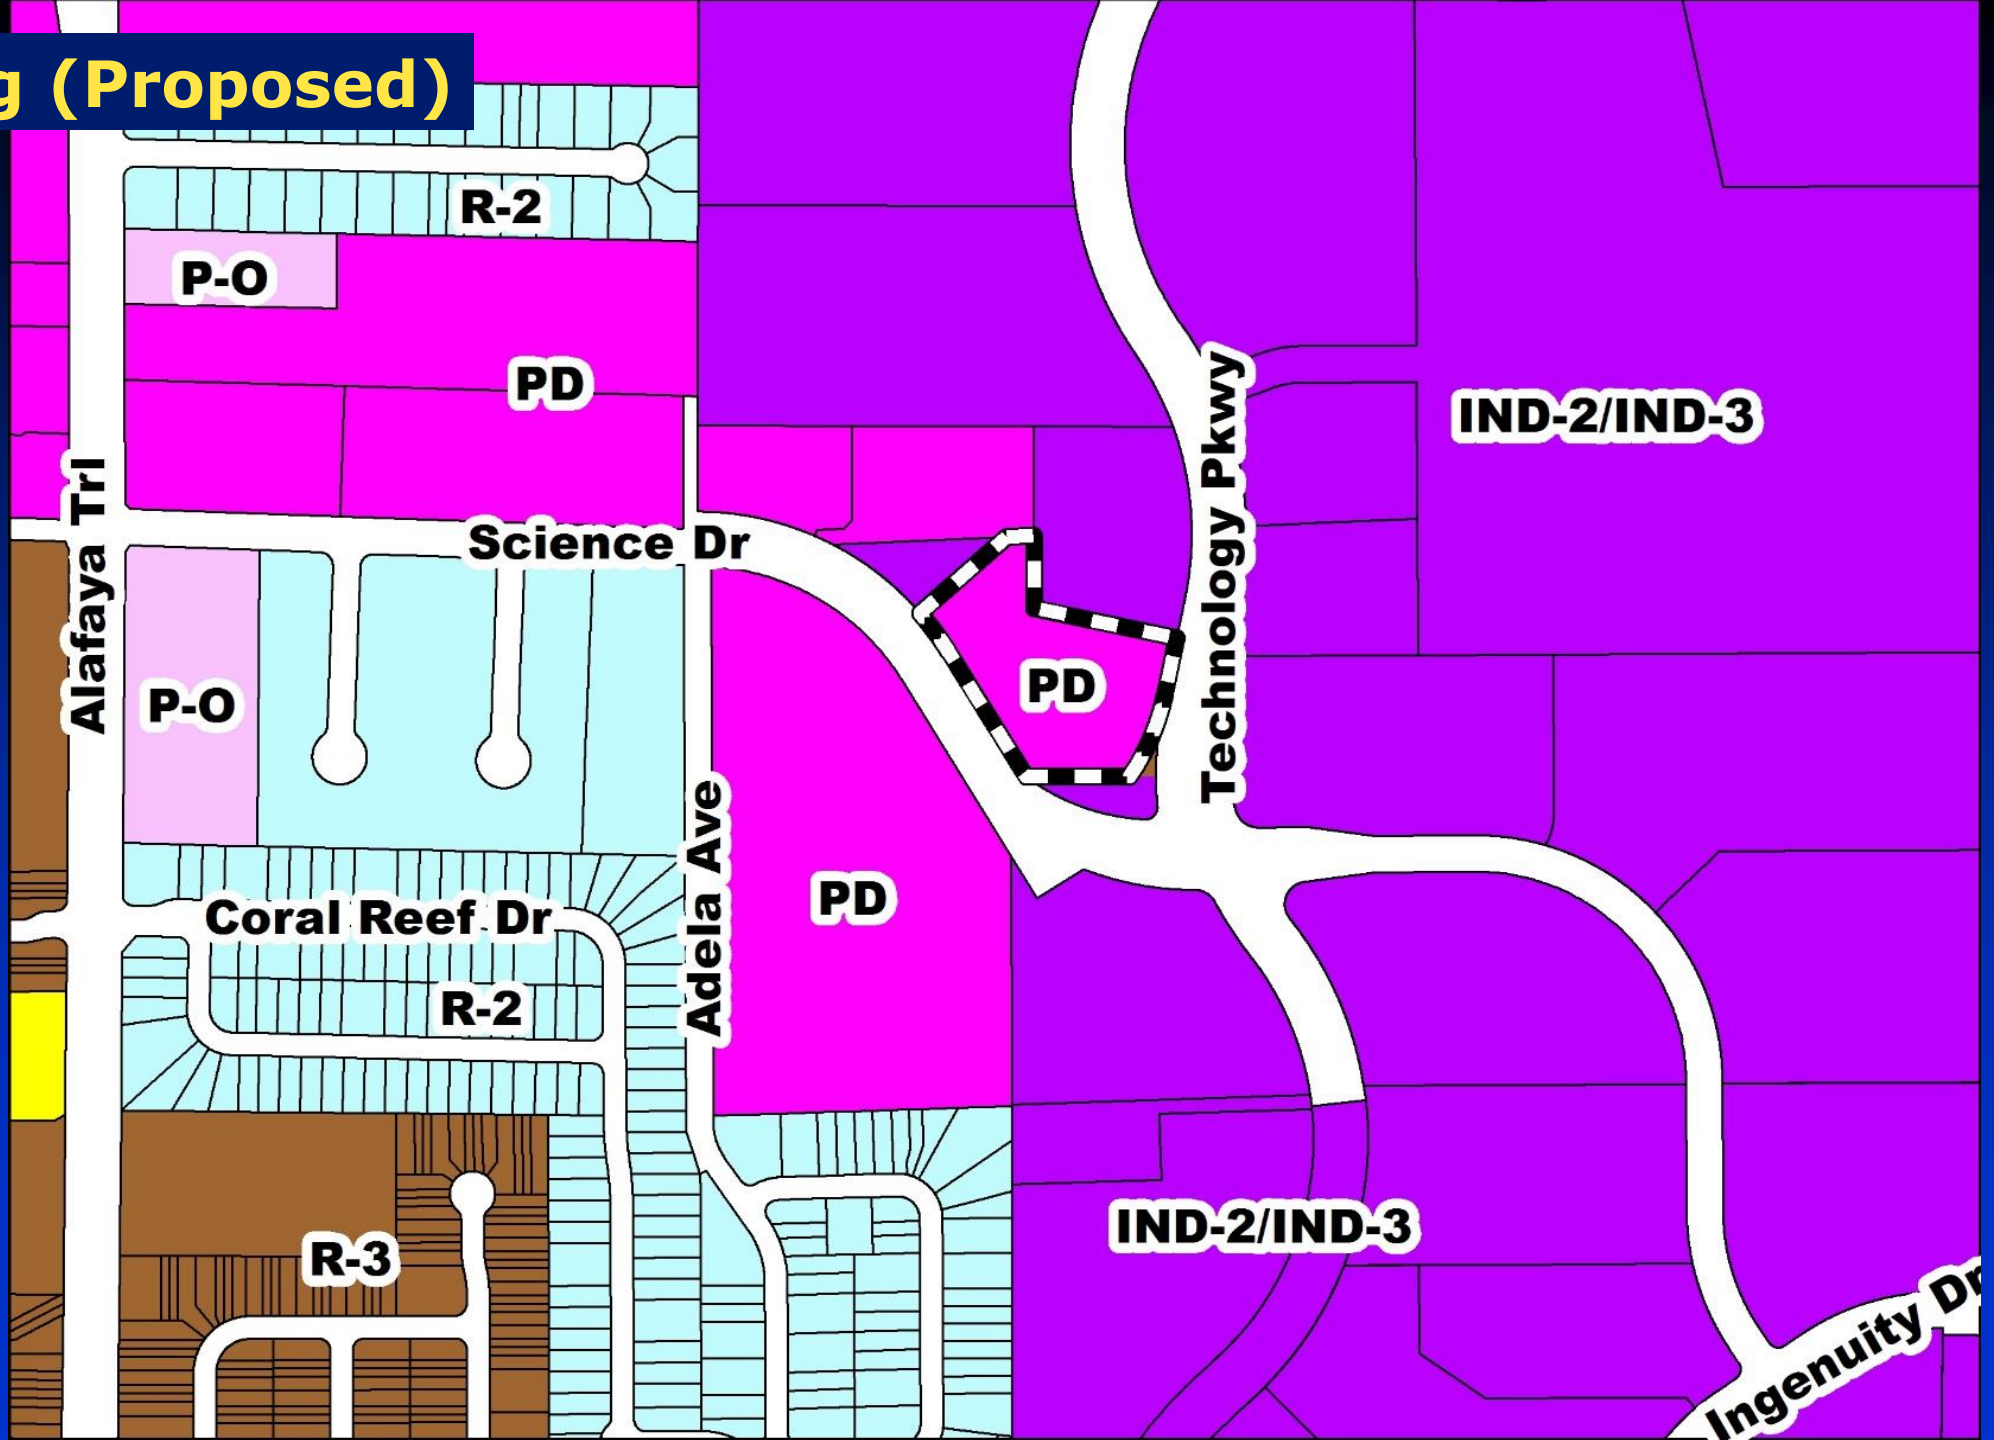 g (Proposed)
R-2
P-O
PD
Technology Pkwy
IND-2/IND-3
Alafaya Trl
Science Dr
PD
P-O
Adela Ave
PD
Coral Reef Dr
R-2
IND-2/IND-3
R-3
Ingenuity Dr